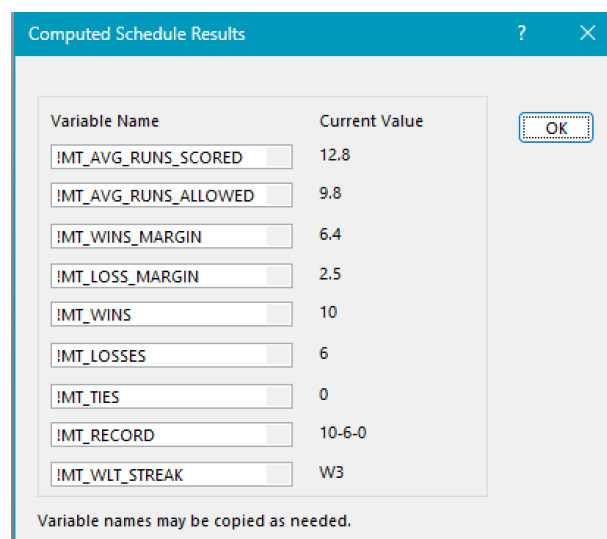 Computed Schedule Results ? ×
Variable Name Current Value
OK
!MT_AVG_RUNS_SCORED 12.8
!MT_AVG_RUNS_ALLOWED 9.8
!MT_WINS_MARGIN 6.4
!MT_LOSS_MARGIN 2.5
!MT_WINS 10
!MT_LOSSES 6
!MT_TIES 0
!MT_RECORD 10-6-0
!MT_WLT_STREAK W3
Variable names may be copied as needed.